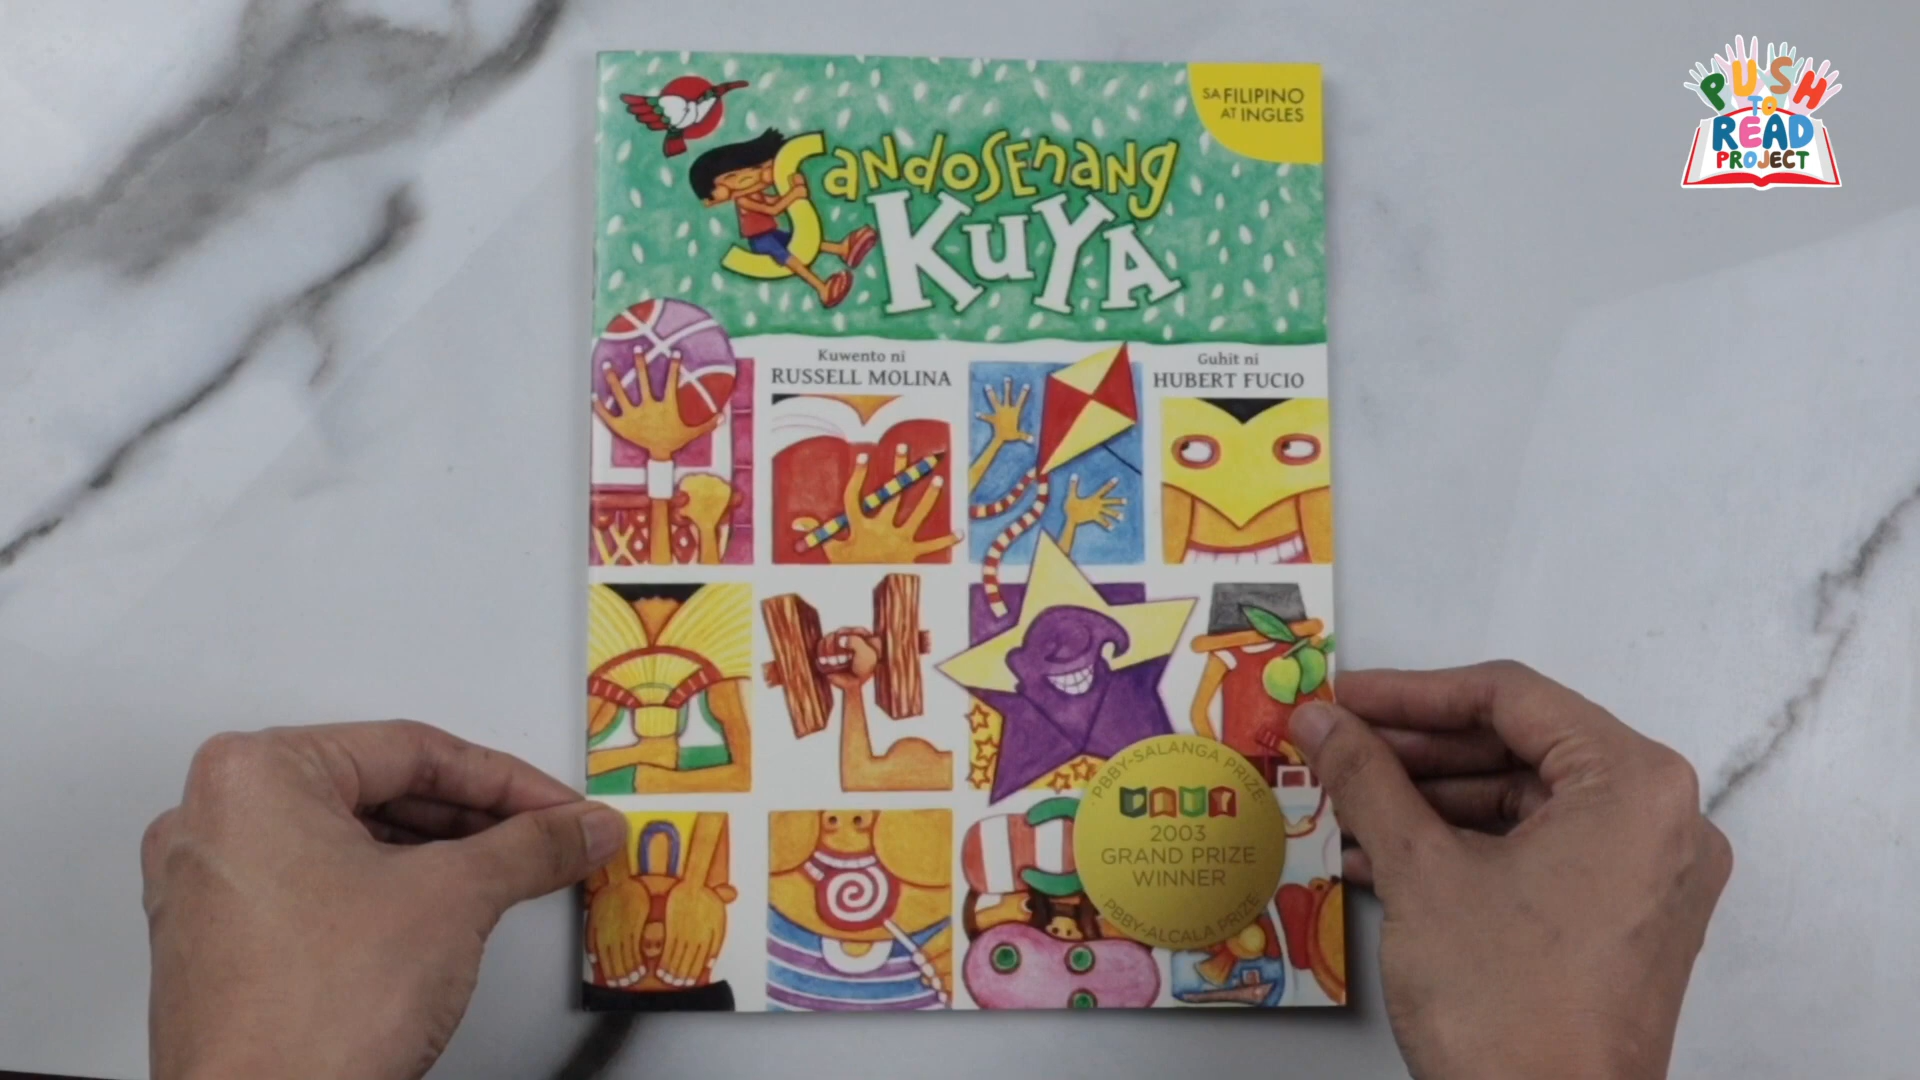 SA FILIPINO
AT INGLES
SandoSenang
KuYA
Kuwento ni
RUSSELL MOLINA
Guhit ni
HUBERT FUCIO
PBBY-SALANGA PRIZE
PBBY
2003
GRAND PRIZE
WINNER
PBBY-ALCALA PRIZE
PUSH
TO
READ
PROJECT